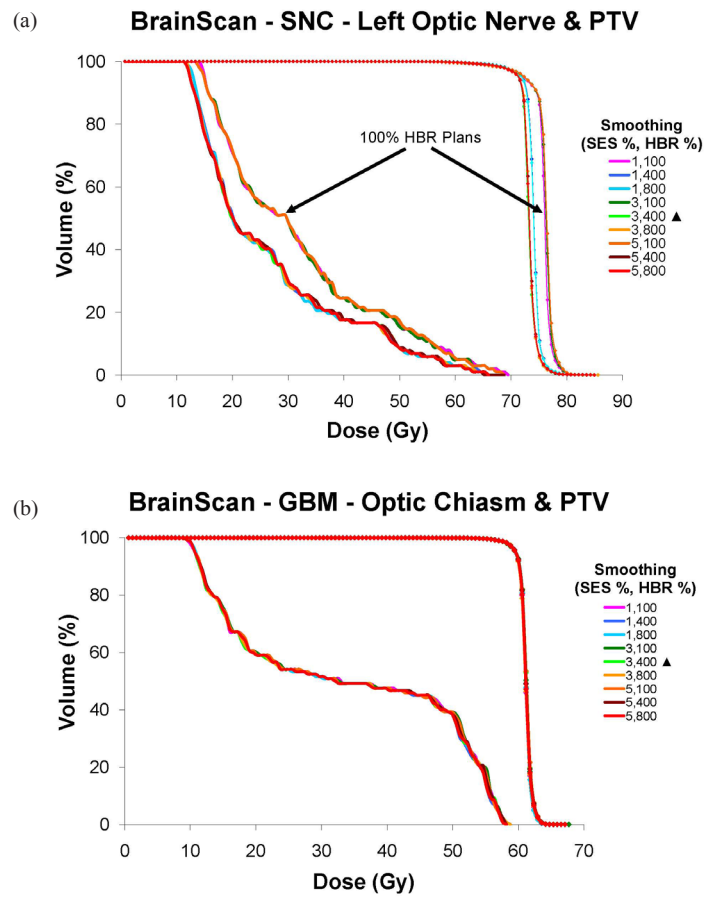 (a)
BrainScan - SNC - Left Optic Nerve & PTV
100
80
60
40
20
0
Volume (%)
100% HBR Plans
Smoothing
(SES %, HBR %)
1,100
1,400
1,800
3,100
3,400 ▲
3,800
5,100
5,400
5,800
0 10 20 30 40 50 60 70 80 90
Dose (Gy)
(b)
BrainScan - GBM - Optic Chiasm & PTV
100
80
60
40
20
0
Volume (%)
Smoothing
(SES %, HBR %)
1,100
1,400
1,800
3,100
3,400 ▲
3,800
5,100
5,400
5,800
0 10 20 30 40 50 60 70
Dose (Gy)